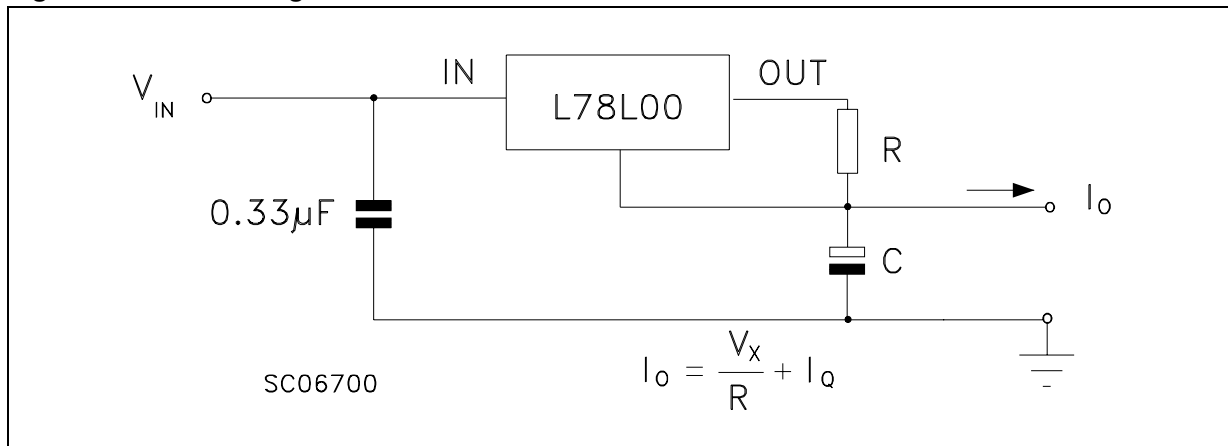 IN
OUT
V_IN
L78L00
R
0.33µF
I_O
C
I_O = V_X / R + I_Q
SC06700